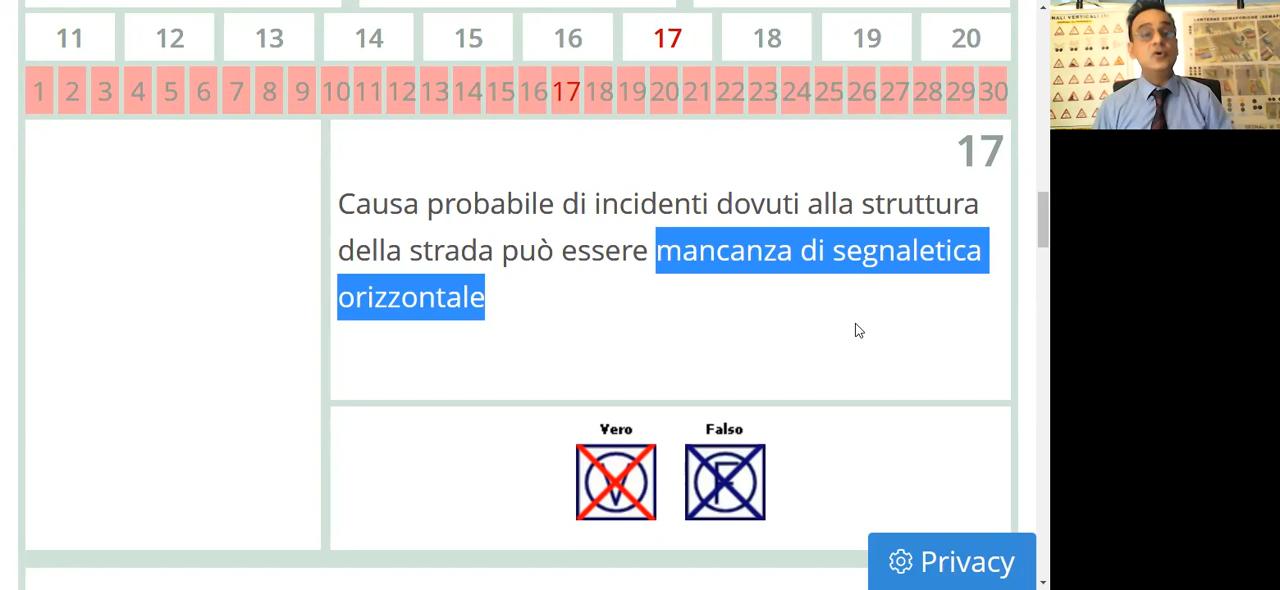 11 12 13 14 15 16 17 18 19 20
1 2 3 4 5 6 7 8 9 10 11 12 13 14 15 16 17 18 19 20 21 22 23 24 25 26 27 28 29 30
17
Causa probabile di incidenti dovuti alla struttura
della strada può essere mancanza di segnaletica
orizzontale
Vero Falso
V F
Privacy